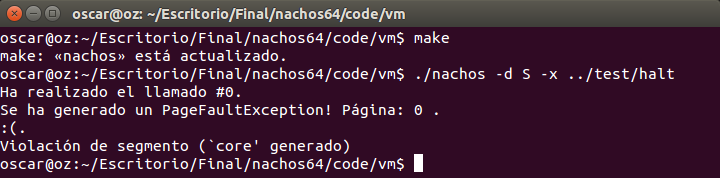 oscar@oz: ~/Escritorio/Final/nachos64/code/vm
oscar@oz:~/Escritorio/Final/nachos64/code/vm$ make
make: «nachos» está actualizado.
oscar@oz:~/Escritorio/Final/nachos64/code/vm$ ./nachos -d S -x ../test/halt
Ha realizado el llamado #0.
Se ha generado un PageFaultException! Página: 0 .
:(.
Violación de segmento (`core' generado)
oscar@oz:~/Escritorio/Final/nachos64/code/vm$